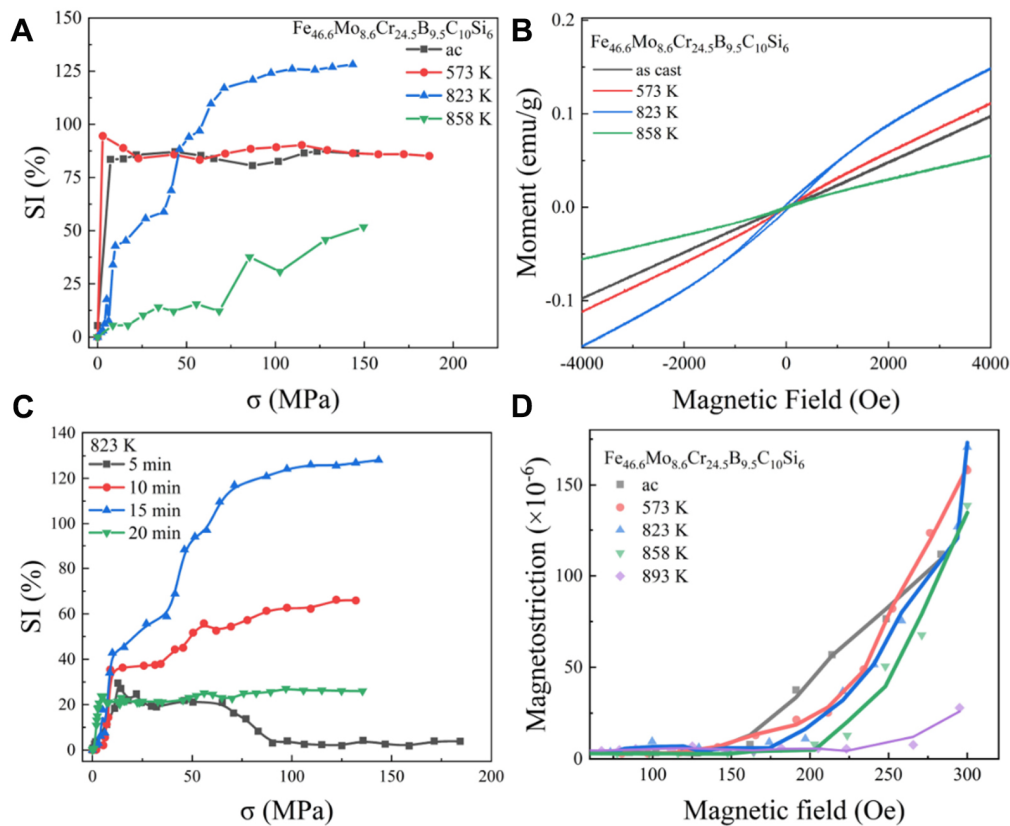 A
Fe46.6Mo8.6Cr24.5B9.5C10Si6
ac
573 K
823 K
858 K
150
125
100
75
50
25
0
SI (%)
0 50 100 150 200
σ (MPa)
B
Fe46.6Mo8.6Cr24.5B9.5C10Si6
as cast
573 K
823 K
858 K
0.2
0.1
0.0
-0.1
Moment (emu/g)
-4000 -2000 0 2000 4000
Magnetic Field (Oe)
C
823 K
5 min
10 min
15 min
20 min
140
120
100
80
60
40
20
0
SI (%)
0 50 100 150 200
σ (MPa)
D
Fe46.6Mo8.6Cr24.5B9.5C10Si6
ac
573 K
823 K
858 K
893 K
150
100
50
0
Magnetostriction (×10-6)
100 150 200 250 300
Magnetic field (Oe)